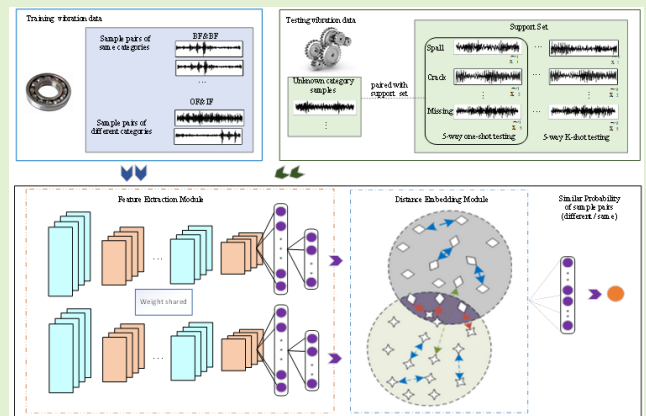 Training vibration data
Sample pairs of
same categories
BF&BF
...
OF&IF
Sample pairs of
different categories
Testing vibration data
Unknown category
samples
paired with
support set
Support Set
Spall
Crack
Missing
5-way one-shot testing
5-way K-shot testing
Feature Extraction Module
Weight shared
Distance Embedding Module
Similar Probability
of sample pairs
(different / same)